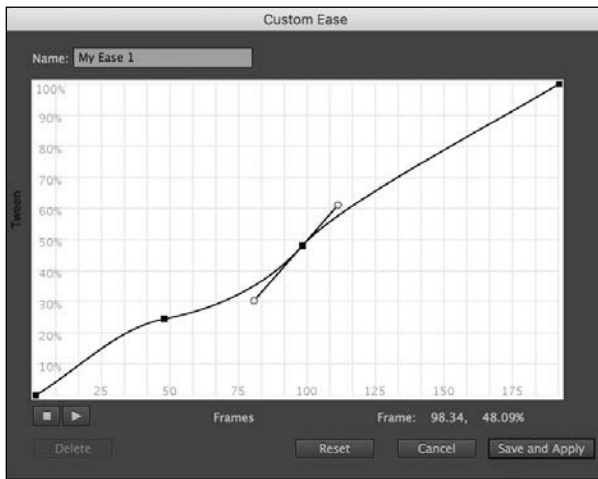 Custom Ease
Name: My Ease 1
100%
90%
80%
70%
60%
50%
40%
30%
20%
10%
Tween
25 50 75 100 125 150 175
Frames Frame: 98.34, 48.09%
Delete Reset Cancel Save and Apply